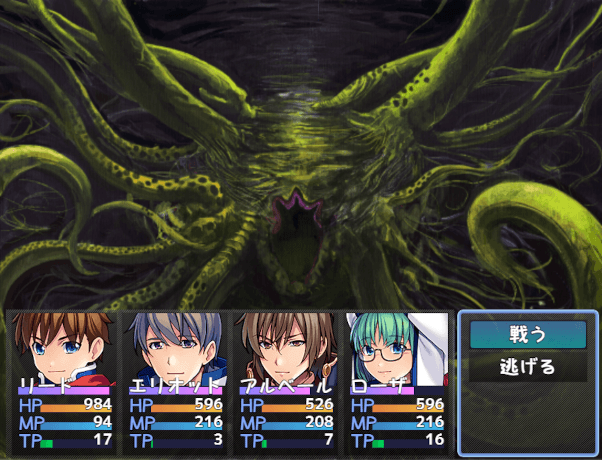 戦う
逃げる
リード エリオット アルベール ローザ
HP 984 HP 596 HP 526 HP 596
MP 94 MP 216 MP 208 MP 216
TP 17 TP 3 TP 7 TP 16